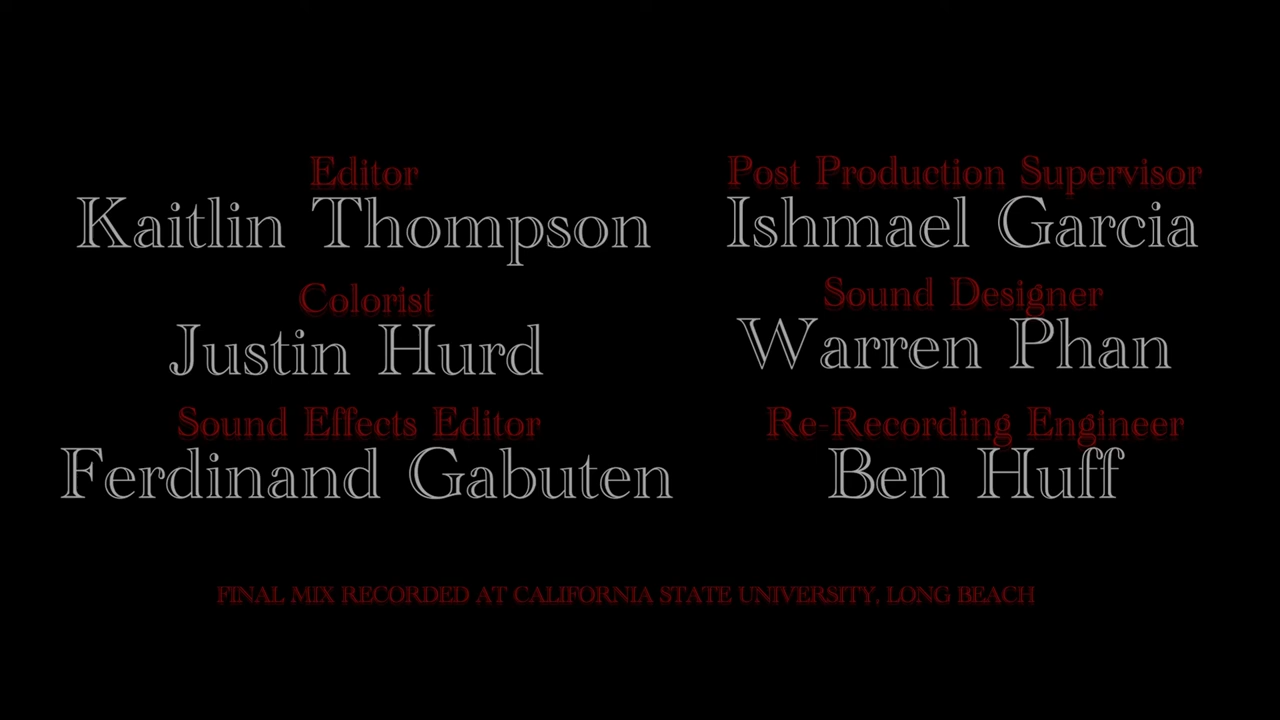 Editor
Kaitlin Thompson
Post Production Supervisor
Ishmael Garcia
Colorist
Justin Hurd
Sound Designer
Warren Phan
Sound Effects Editor
Ferdinand Gabuten
Re-Recording Engineer
Ben Huff
FINAL MIX RECORDED AT CALIFORNIA STATE UNIVERSITY, LONG BEACH